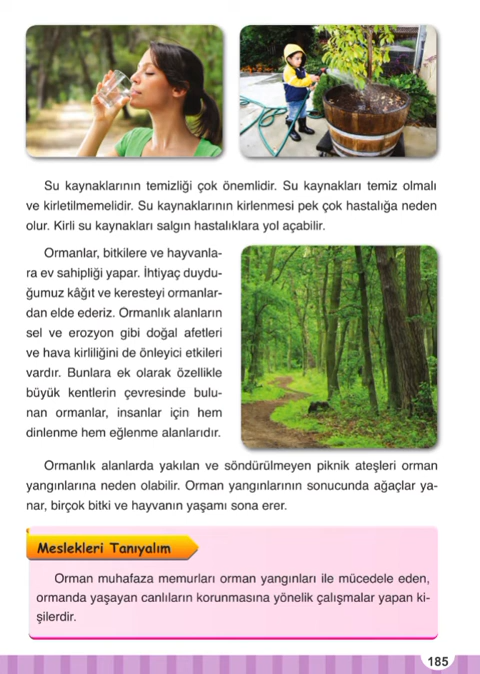 Su kaynaklarının temizliği çok önemlidir. Su kaynakları temiz olmalı
ve kirletilmemelidir. Su kaynaklarının kirlenmesi pek çok hastalığa neden
olur. Kirli su kaynakları salgın hastalıklara yol açabilir.
Ormanlar, bitkilere ve hayvanla-
ra ev sahipliği yapar. İhtiyaç duydu-
ğumuz kâğıt ve keresteyi ormanlar-
dan elde ederiz. Ormanlık alanların
sel ve erozyon gibi doğal afetleri
ve hava kirliliğini de önleyici etkileri
vardır. Bunlara ek olarak özellikle
büyük kentlerin çevresinde bulu-
nan ormanlar, insanlar için hem
dinlenme hem eğlenme alanlarıdır.
Ormanlık alanlarda yakılan ve söndürülmeyen piknik ateşleri orman
yangınlarına neden olabilir. Orman yangınlarının sonucunda ağaçlar ya-
nar, birçok bitki ve hayvanın yaşamı sona erer.
Meslekleri Tanıyalım
Orman muhafaza memurları orman yangınları ile mücedele eden,
ormanda yaşayan canlıların korunmasına yönelik çalışmalar yapan ki-
şilerdir.
185